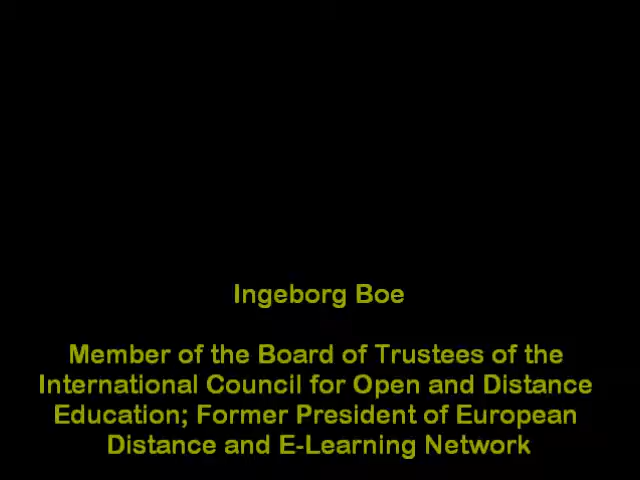 Ingeborg Boe
Member of the Board of Trustees of the
International Council for Open and Distance
Education; Former President of European
Distance and E-Learning Network